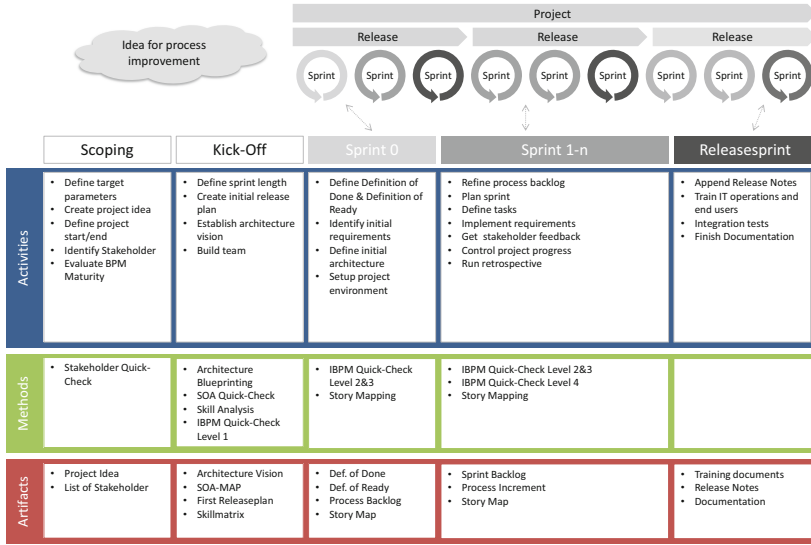 Project
Idea for process
improvement
Release
Release
Release
Sprint
Sprint
Sprint
Sprint
Sprint
Sprint
Sprint
Sprint
Sprint
Scoping
Kick-Off
Sprint 0
Sprint 1-n
Releasesprint
Activities
• Define target
parameters
• Create project idea
• Define project
start/end
• Identify Stakeholder
• Evaluate BPM
Maturity
• Define sprint length
• Create initial release
plan
• Establish architecture
vision
• Build team
• Define Definition of
Done & Definition of
Ready
• Identify initial
requirements
• Define initial
architecture
• Setup project
environment
• Refine process backlog
• Plan sprint
• Define tasks
• Implement requirements
• Get stakeholder feedback
• Control project progress
• Run retrospective
• Append Release Notes
• Train IT operations and
end users
• Integration tests
• Finish Documentation
Methods
• Stakeholder Quick-
Check
• Architecture
Blueprinting
• SOA Quick-Check
• Skill Analysis
• IBPM Quick-Check
Level 1
• IBPM Quick-Check
Level 2&3
• Story Mapping
• IBPM Quick-Check Level 2&3
• IBPM Quick-Check Level 4
• Story Mapping
Artifacts
• Project Idea
• List of Stakeholder
• Architecture Vision
• SOA-MAP
• First Releaseplan
• Skillmatrix
• Def. of Done
• Def. of Ready
• Process Backlog
• Story Map
• Sprint Backlog
• Process Increment
• Story Map
• Training documents
• Release Notes
• Documentation